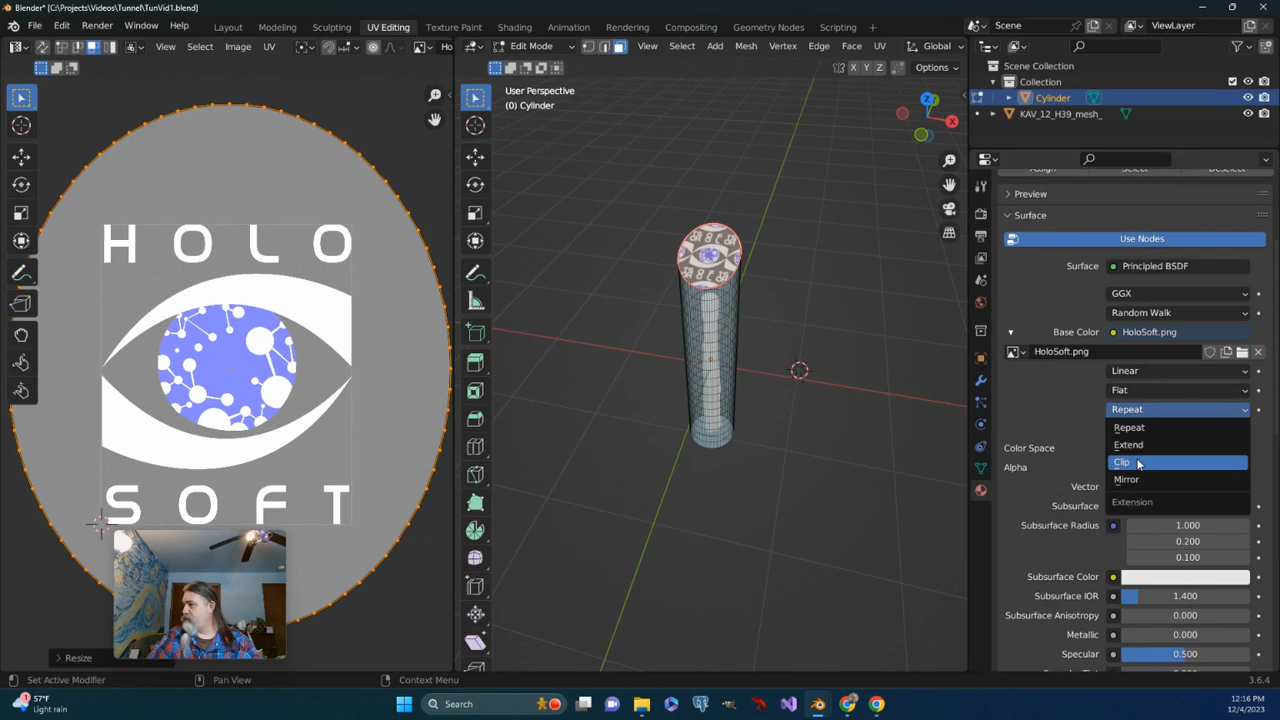 Blender* [C:\Projects\Videos\Tunnel\TunVid1.blend]
File Edit Render Window Help Layout Modeling Sculpting UV Editing Texture Paint Shading Animation Rendering Compositing Geometry Nodes Scripting Scene ViewLayer
View Select Image UV Edit Mode View Select Add Mesh Vertex Edge Face UV Global
X Y Z Options
Scene Collection
Collection
Cylinder
KAV_12_H39_mesh_
User Perspective
(0) Cylinder
Z
X
HOLO
SOFT
Resize
Assign Select Deselect
Preview
Surface
Use Nodes
Surface Principled BSDF
GGX
Random Walk
Base Color HoloSoft.png
HoloSoft.png
Linear
Flat
Repeat
Repeat
Extend
Clip
Mirror
Extension
Color Space
Alpha
Vector
Subsurface
Subsurface Radius 1.000
0.200
0.100
Subsurface Color
Subsurface IOR 1.400
Subsurface Anisotropy 0.000
Metallic 0.000
Specular 0.500
Set Active Modifier Pan View Context Menu 3.6.4
1
57°F
Light rain
Search
12:16 PM
12/4/2023